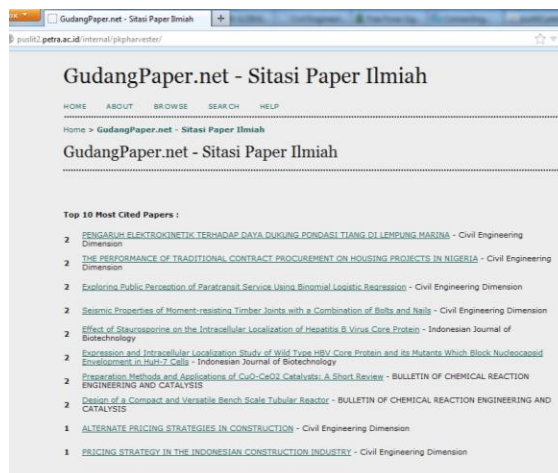 GudangPaper.net - Sitasi Paper Ilmiah
+
puslit2.petra.ac.id/internal/pkpharvester/
GudangPaper.net - Sitasi Paper Ilmiah
HOME ABOUT BROWSE SEARCH HELP
Home > GudangPaper.net - Sitasi Paper Ilmiah
GudangPaper.net - Sitasi Paper Ilmiah
Top 10 Most Cited Papers :
2 PENGARUH ELEKTROKINETIK TERHADAP DAYA DUKUNG PONDASI TIANG DI LEMPUNG MARINA - Civil Engineering
Dimension
2 THE PERFORMANCE OF TRADITIONAL CONTRACT PROCUREMENT ON HOUSING PROJECTS IN NIGERIA - Civil Engineering
Dimension
2 Exploring Public Perception of Paratransit Service Using Binomial Logistic Regression - Civil Engineering Dimension
2 Seismic Properties of Moment-resisting Timber Joints with a Combination of Bolts and Nails - Civil Engineering Dimension
2 Effect of Staurosporine on the Intracellular Localization of Hepatitis B Virus Core Protein - Indonesian Journal of
Biotechnology
2 Expression and Intracellular Localization Study of Wild Type HBV Core Protein and its Mutants Which Block Nucleocapsid
Envelopment in HuH-7 Cells - Indonesian Journal of Biotechnology
2 Preparation Methods and Applications of CuO-CeO2 Catalysts: A Short Review - BULLETIN OF CHEMICAL REACTION
ENGINEERING AND CATALYSIS
2 Design of a Compact and Versatile Bench Scale Tubular Reactor - BULLETIN OF CHEMICAL REACTION ENGINEERING AND
CATALYSIS
1 ALTERNATE PRICING STRATEGIES IN CONSTRUCTION - Civil Engineering Dimension
1 PRICING STRATEGY IN THE INDONESIAN CONSTRUCTION INDUSTRY - Civil Engineering Dimension